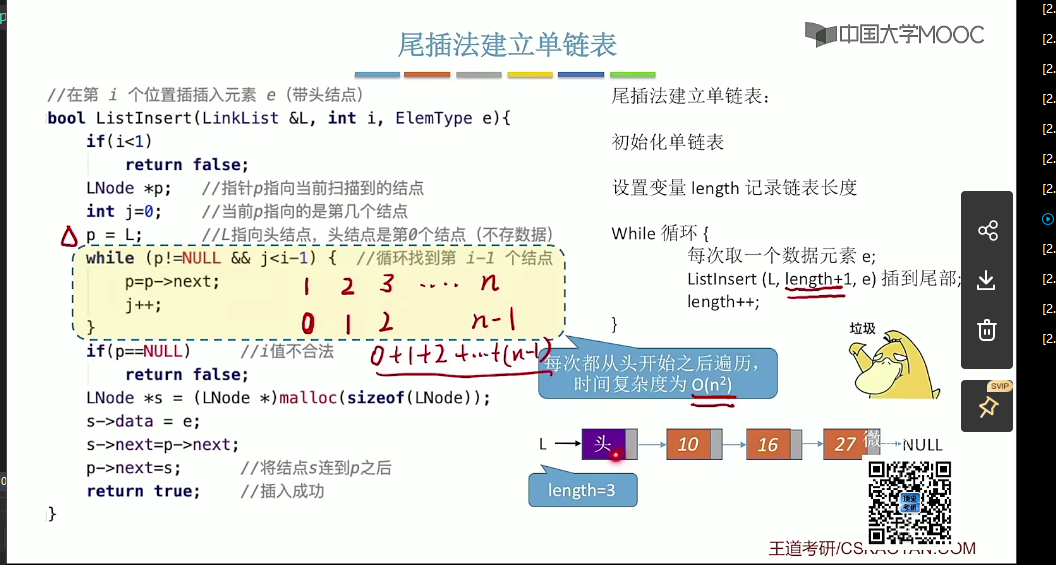 尾插法建立单链表
中国大学MOOC
//在第 i 个位置插插入元素 e（带头结点）
bool ListInsert(LinkList &L, int i, ElemType e){
if(i<1)
return false;
LNode *p; //指针p指向当前扫描到的结点
int j=0; //当前p指向的是第几个结点
p = L; //L指向头结点，头结点是第0个结点（不存数据）
while (p!=NULL && j<i-1) { //循环找到第 i-1 个结点
p=p->next;
j++;
}
1 2 3 ···· n
0 1 2 n-1
0+1+2+···+(n-1)
if(p==NULL) //i值不合法
return false;
LNode *s = (LNode *)malloc(sizeof(LNode));
s->data = e;
s->next=p->next;
p->next=s; //将结点s连到p之后
return true; //插入成功
}
尾插法建立单链表：
初始化单链表
设置变量 length 记录链表长度
While 循环 {
每次取一个数据元素 e;
ListInsert (L, length+1, e) 插到尾部;
length++;
}
每次都从头开始之后遍历，
时间复杂度为 O(n²)
垃圾
L 头 10 16 27 NULL
length=3
微
王道考研/CSKAOYAN.COM
SVIP
[2.
[2.
[2.
[2.
[2.
[2.
[2.
[2.
[2.
[2.
[2.